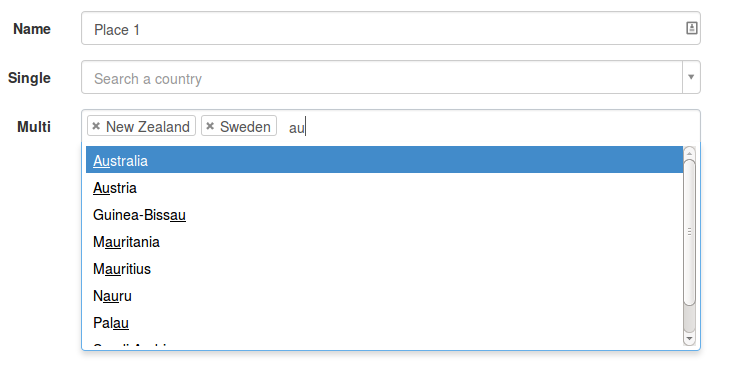 Name Place 1
Single Search a country
Multi × New Zealand × Sweden au
Australia
Austria
Guinea-Bissau
Mauritania
Mauritius
Nauru
Palau